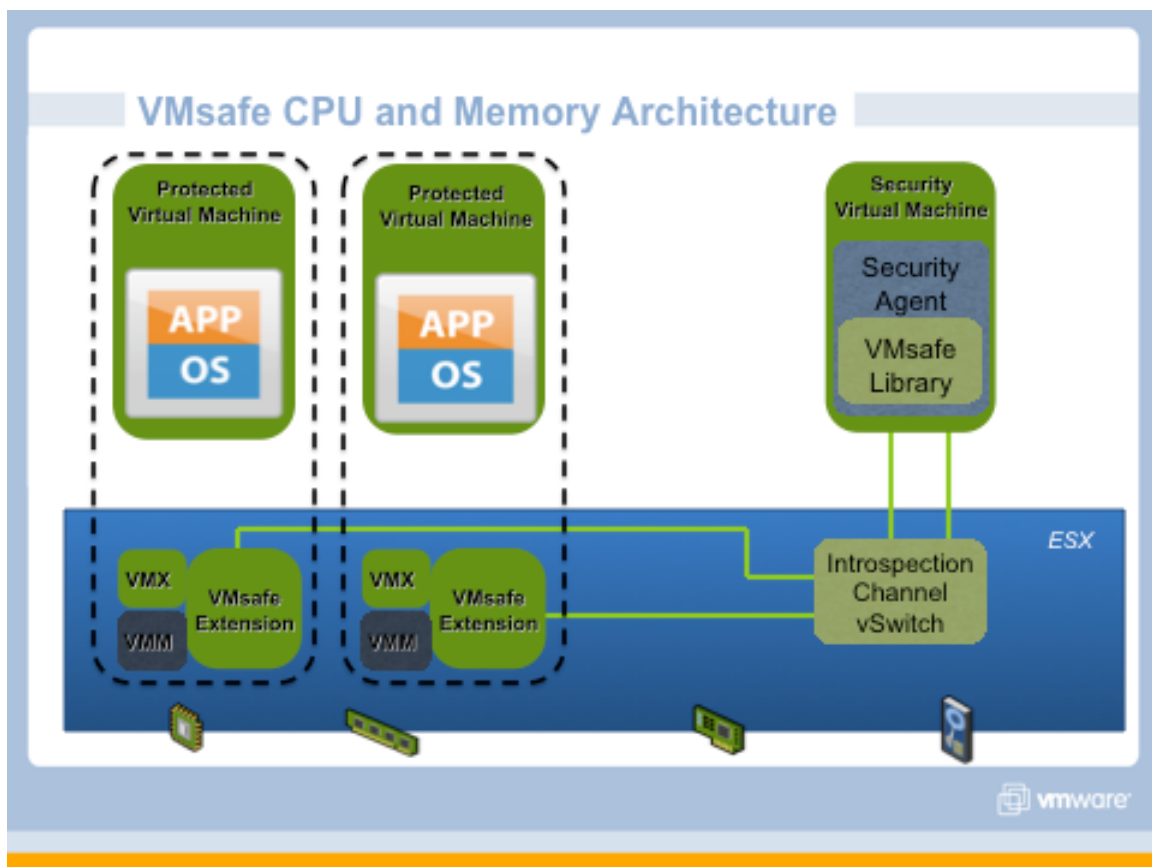 VMsafe CPU and Memory Architecture
Protected
Virtual Machine
APP
OS
Protected
Virtual Machine
APP
OS
Security
Virtual Machine
Security
Agent
VMsafe
Library
ESX
VMX
VMM
VMsafe
Extension
VMX
VMM
VMsafe
Extension
Introspection
Channel
vSwitch
vmware